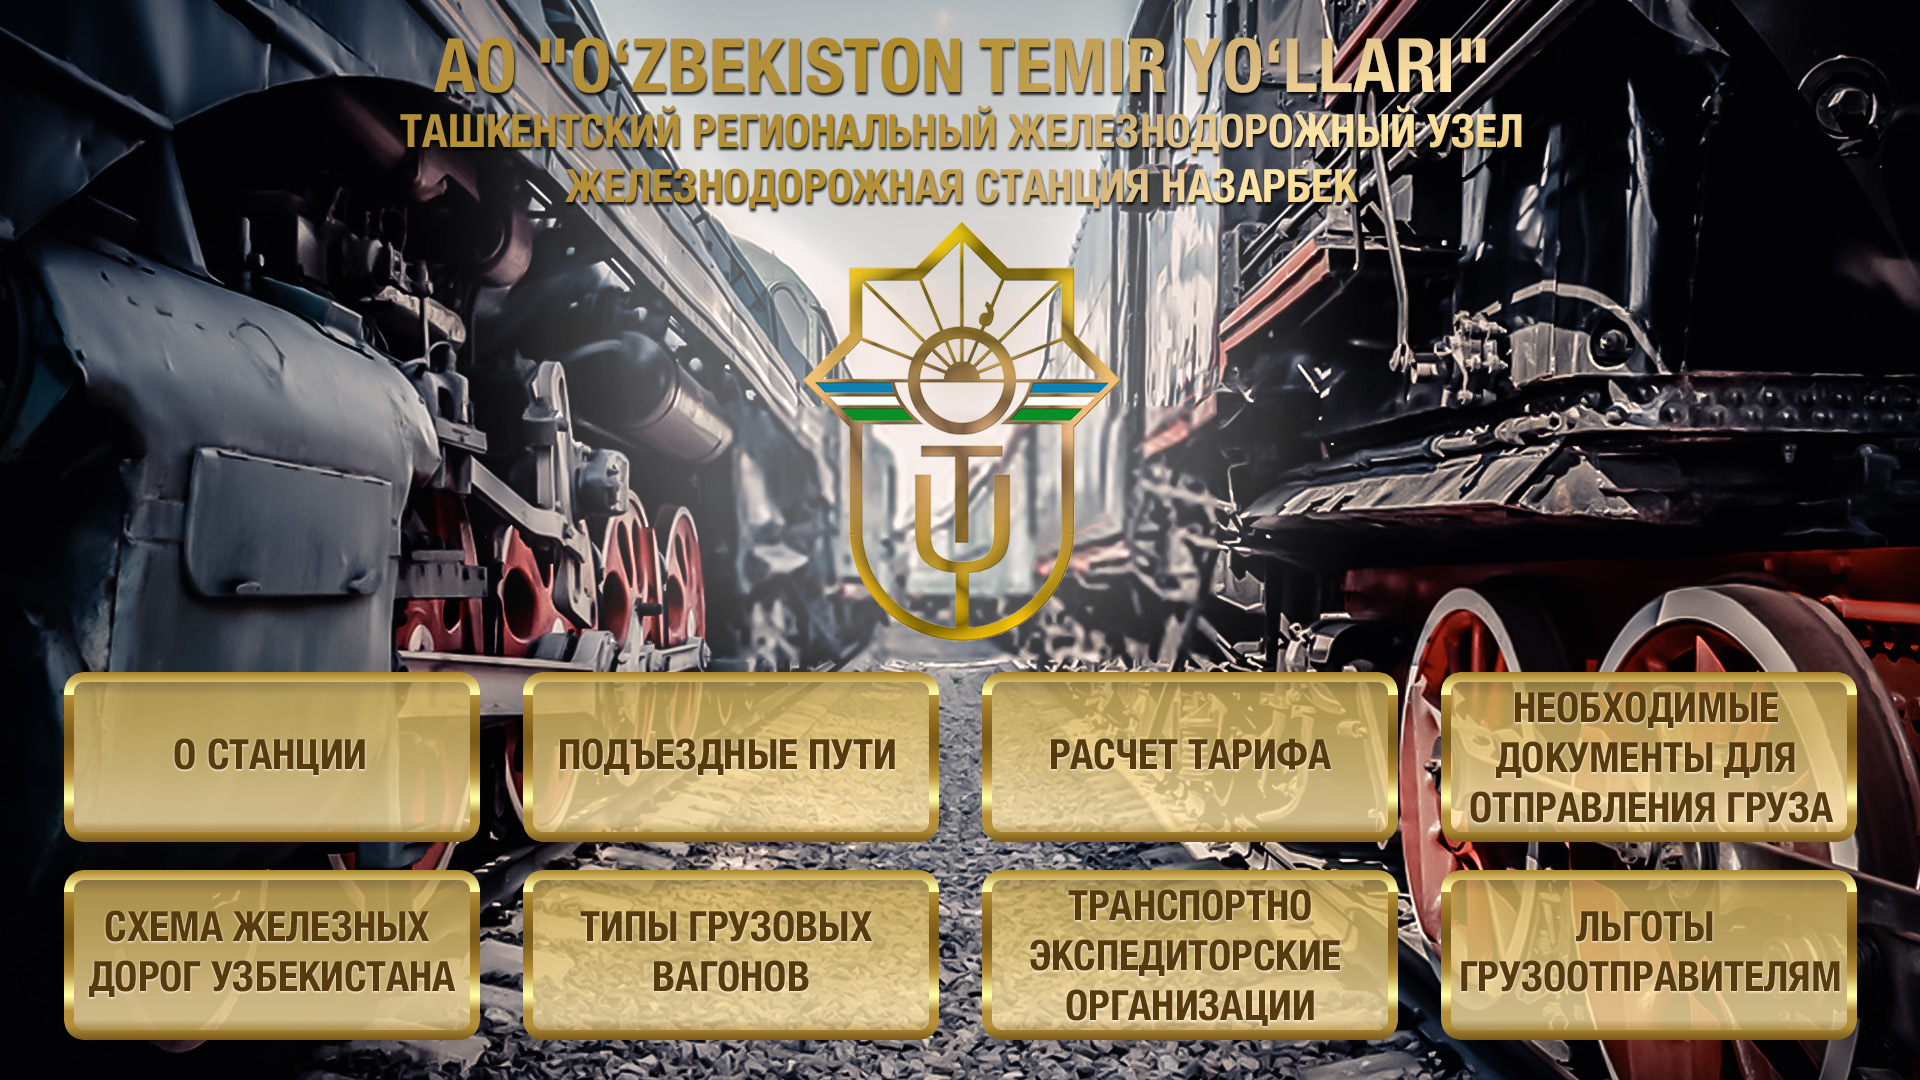 АО "O‘ZBEKISTON TEMIR YO‘LLARI"
ТАШКЕНТСКИЙ РЕГИОНАЛЬНЫЙ ЖЕЛЕЗНОДОРОЖНЫЙ УЗЕЛ
ЖЕЛЕЗНОДОРОЖНАЯ СТАНЦИЯ НАЗАРБЕК
О СТАНЦИИ
ПОДЪЕЗДНЫЕ ПУТИ
РАСЧЕТ ТАРИФА
НЕОБХОДИМЫЕ
ДОКУМЕНТЫ ДЛЯ
ОТПРАВЛЕНИЯ ГРУЗА
СХЕМА ЖЕЛЕЗНЫХ
ДОРОГ УЗБЕКИСТАНА
ТИПЫ ГРУЗОВЫХ
ВАГОНОВ
ТРАНСПОРТНО
ЭКСПЕДИТОРСКИЕ
ОРГАНИЗАЦИИ
ЛЬГОТЫ
ГРУЗООТПРАВИТЕЛЯМ